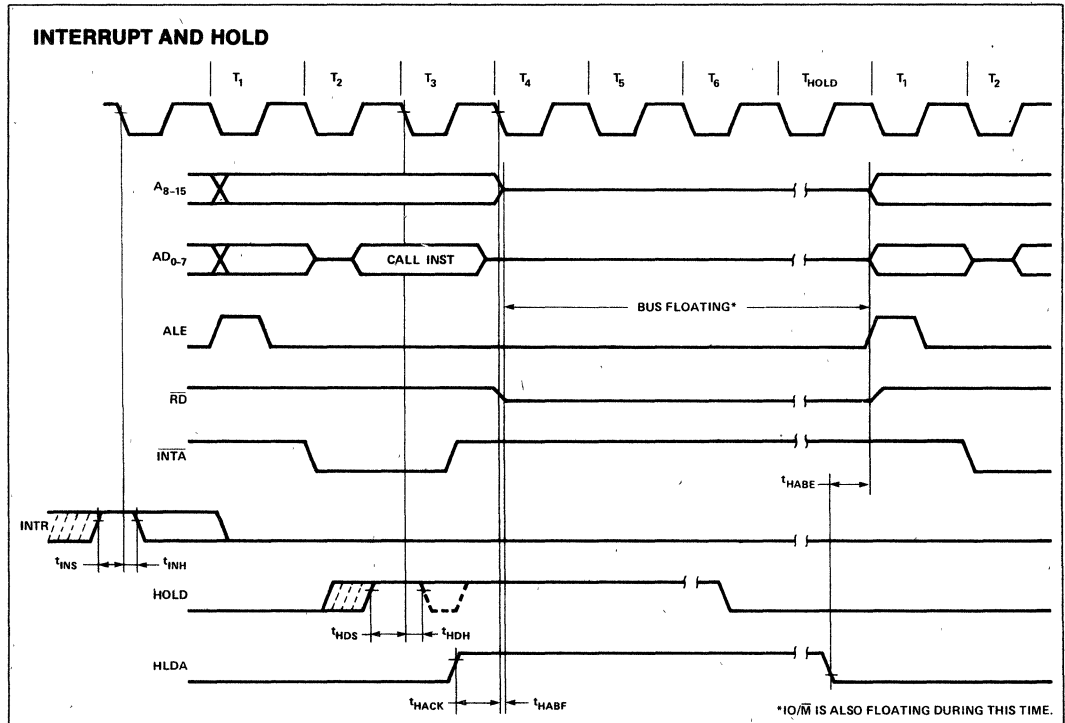 INTERRUPT AND HOLD
T1 T2 T3 T4 T5 T6 THOLD T1 T2
A8–15
AD0–7 CALL INST
BUS FLOATING*
ALE
RD
INTA
tHABE
INTR
tINS tINH
HOLD
tHDS tHDH
HLDA
tHACK tHABF
*IO/M IS ALSO FLOATING DURING THIS TIME.